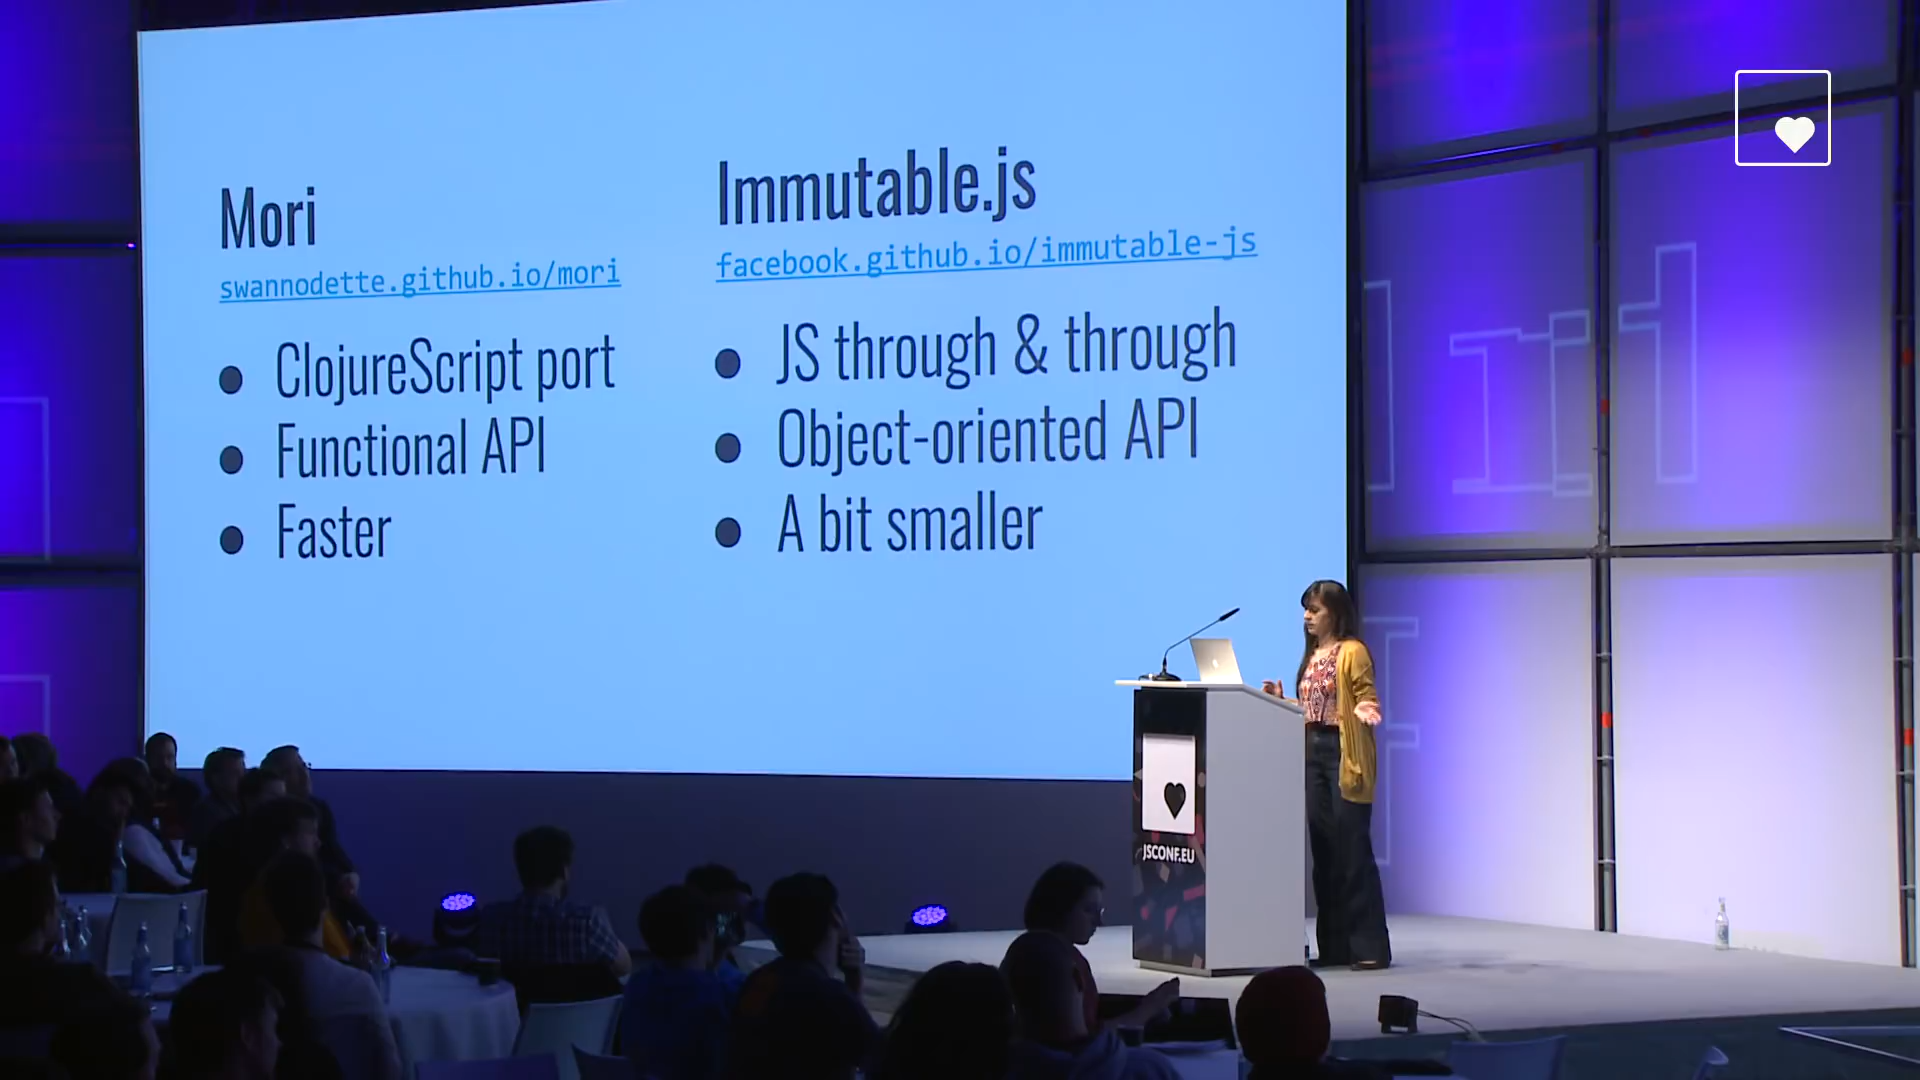 Mori
swannodette.github.io/mori
ClojureScript port
Functional API
Faster
Immutable.js
facebook.github.io/immutable-js
JS through & through
Object-oriented API
A bit smaller
JSCONF.EU